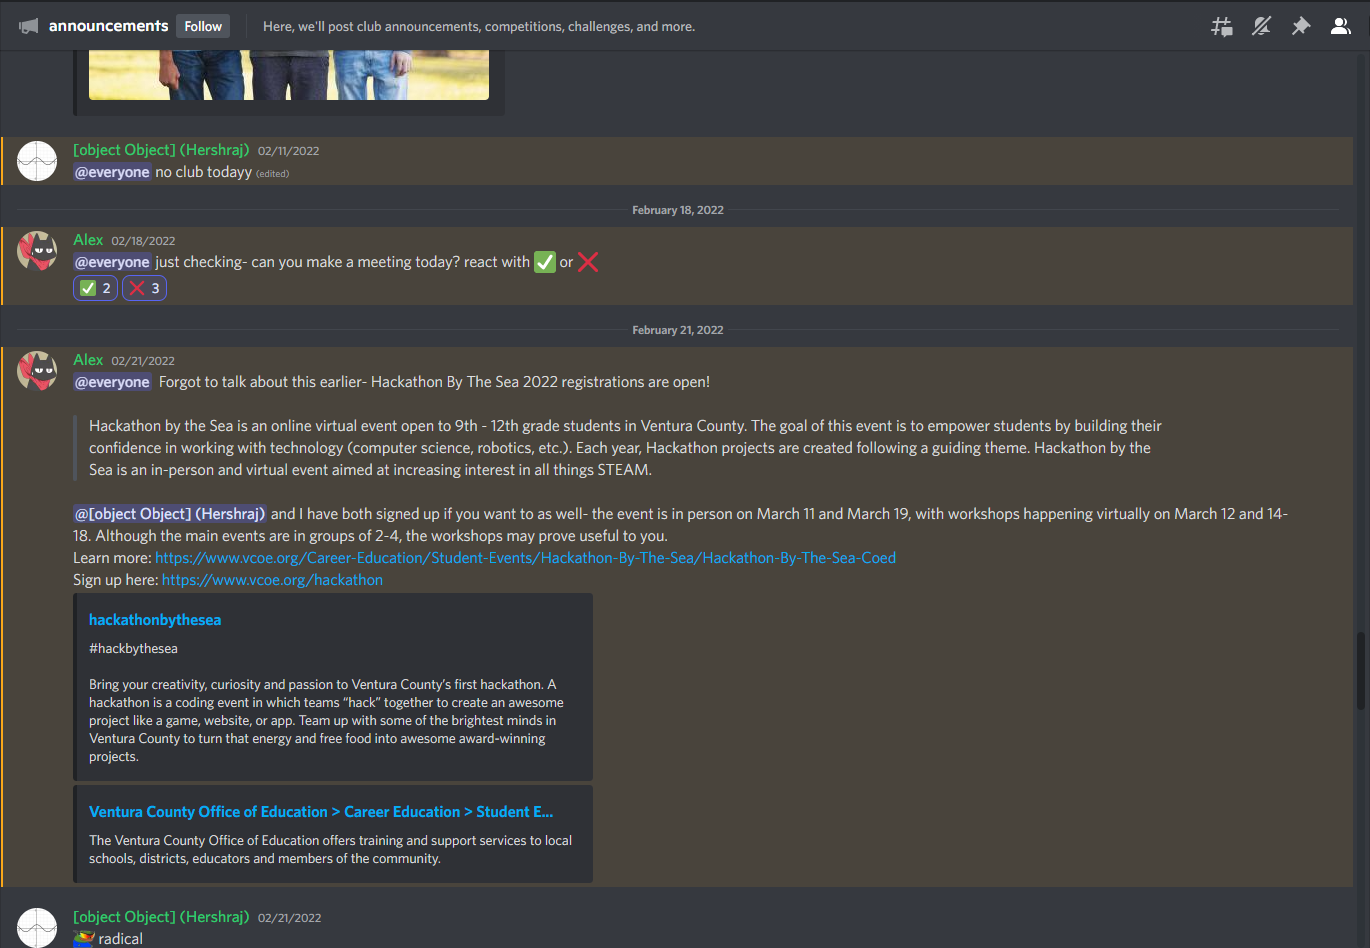 announcements Follow Here, we'll post club announcements, competitions, challenges, and more.
[object Object] (Hershraj) 02/11/2022
@everyone no club todayy (edited)
February 18, 2022
Alex 02/18/2022
@everyone just checking- can you make a meeting today? react with ✅ or ❌
✅ 2 ❌ 3
February 21, 2022
Alex 02/21/2022
@everyone Forgot to talk about this earlier- Hackathon By The Sea 2022 registrations are open!
Hackathon by the Sea is an online virtual event open to 9th - 12th grade students in Ventura County. The goal of this event is to empower students by building their
confidence in working with technology (computer science, robotics, etc.). Each year, Hackathon projects are created following a guiding theme. Hackathon by the
Sea is an in-person and virtual event aimed at increasing interest in all things STEAM.
@[object Object] (Hershraj) and I have both signed up if you want to as well- the event is in person on March 11 and March 19, with workshops happening virtually on March 12 and 14-
18. Although the main events are in groups of 2-4, the workshops may prove useful to you.
Learn more: https://www.vcoe.org/Career-Education/Student-Events/Hackathon-By-The-Sea/Hackathon-By-The-Sea-Coed
Sign up here: https://www.vcoe.org/hackathon
hackathonbythesea
#hackbythesea
Bring your creativity, curiosity and passion to Ventura County's first hackathon. A
hackathon is a coding event in which teams “hack” together to create an awesome
project like a game, website, or app. Team up with some of the brightest minds in
Ventura County to turn that energy and free food into awesome award-winning
projects.
Ventura County Office of Education > Career Education > Student E...
The Ventura County Office of Education offers training and support services to local
schools, districts, educators and members of the community.
[object Object] (Hershraj) 02/21/2022
radical